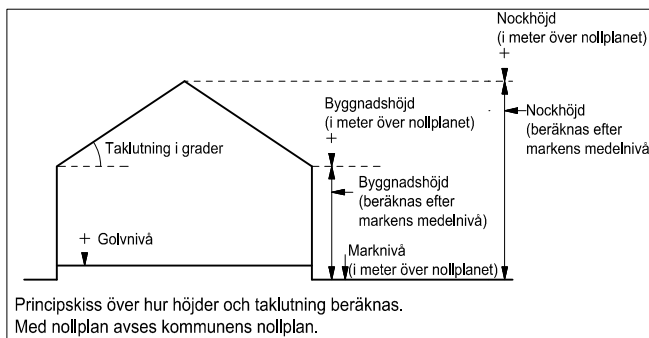 Nockhöjd
(i meter över nollplanet)
+
Byggnadshöjd
(i meter över nollplanet)
+
Nockhöjd
(beräknas efter
markens medelnivå)
Taklutning i grader
Byggnadshöjd
(beräknas efter
markens medelnivå)
+ Golvnivå
Marknivå
(i meter över nollplanet)
Principskiss över hur höjder och taklutning beräknas.
Med nollplan avses kommunens nollplan.